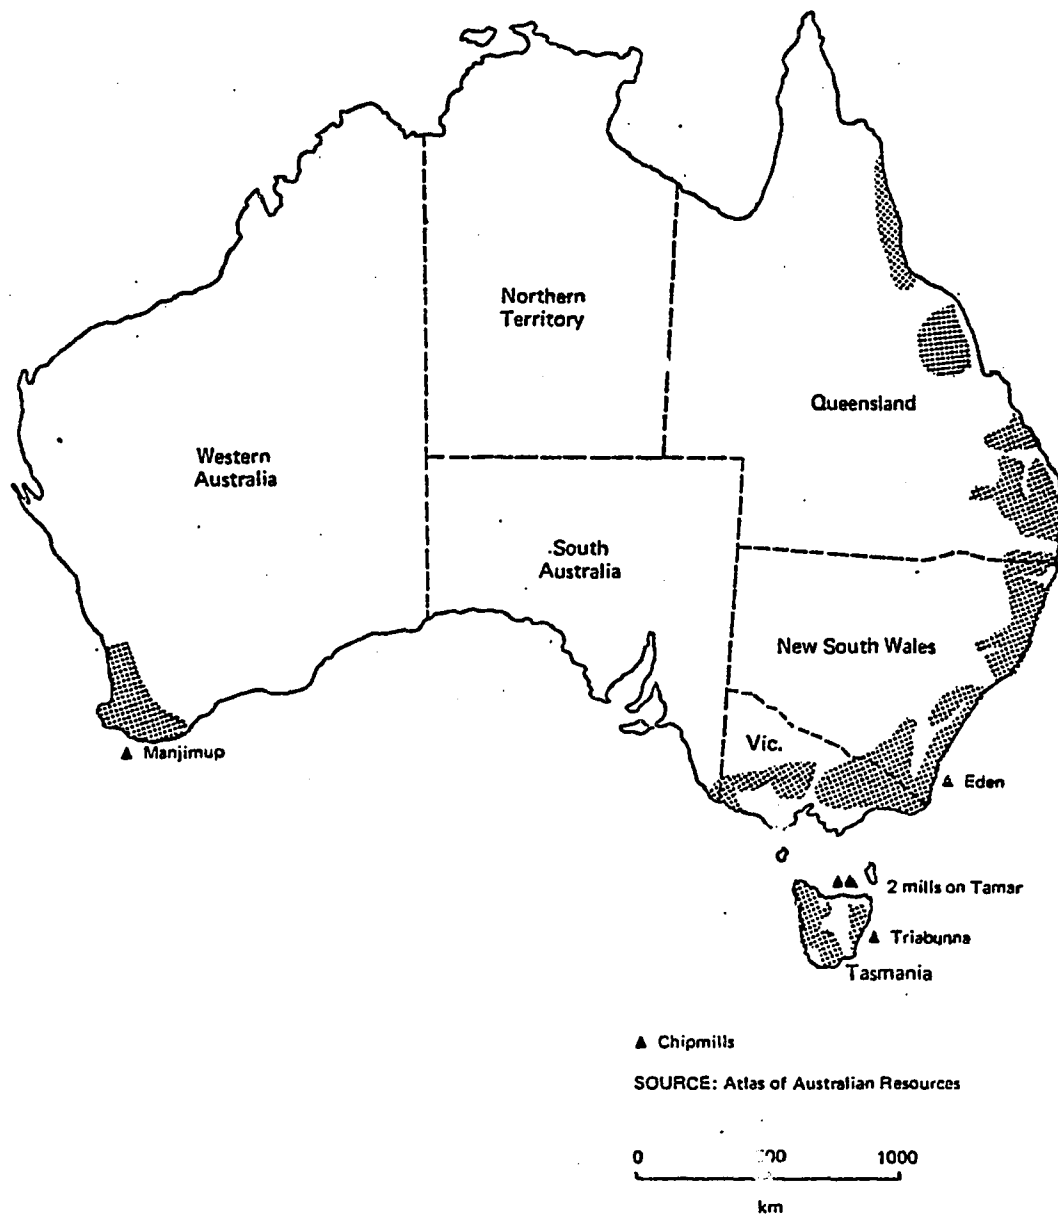 Northern
Territory
Queensland
Western
Australia
South
Australia
New South Wales
Vic.
Manjimup
Eden
2 mills on Tamar
Triabunna
Tasmania
Chipmills
SOURCE: Atlas of Australian Resources
0 1000
km